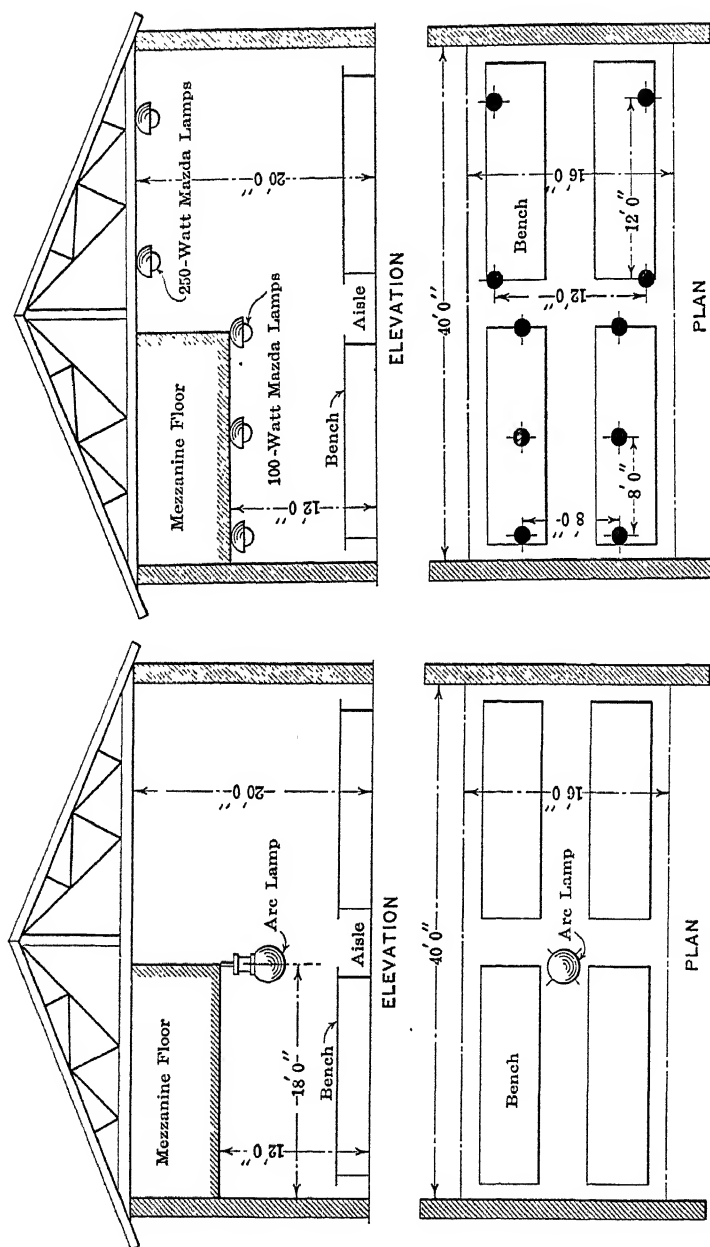 250-Watt Mazda Lamps
20' 0"
Mezzanine Floor
100-Watt Mazda Lamps
12' 0"
Bench
Aisle
ELEVATION
40' 0"
16' 0"
Bench
12' 0"
12' 0"
8' 0"
8' 0"
PLAN
Mezzanine Floor
20' 0"
Arc Lamp
18' 0"
12' 0"
Bench
Aisle
ELEVATION
40' 0"
16' 0"
Arc Lamp
Bench
PLAN